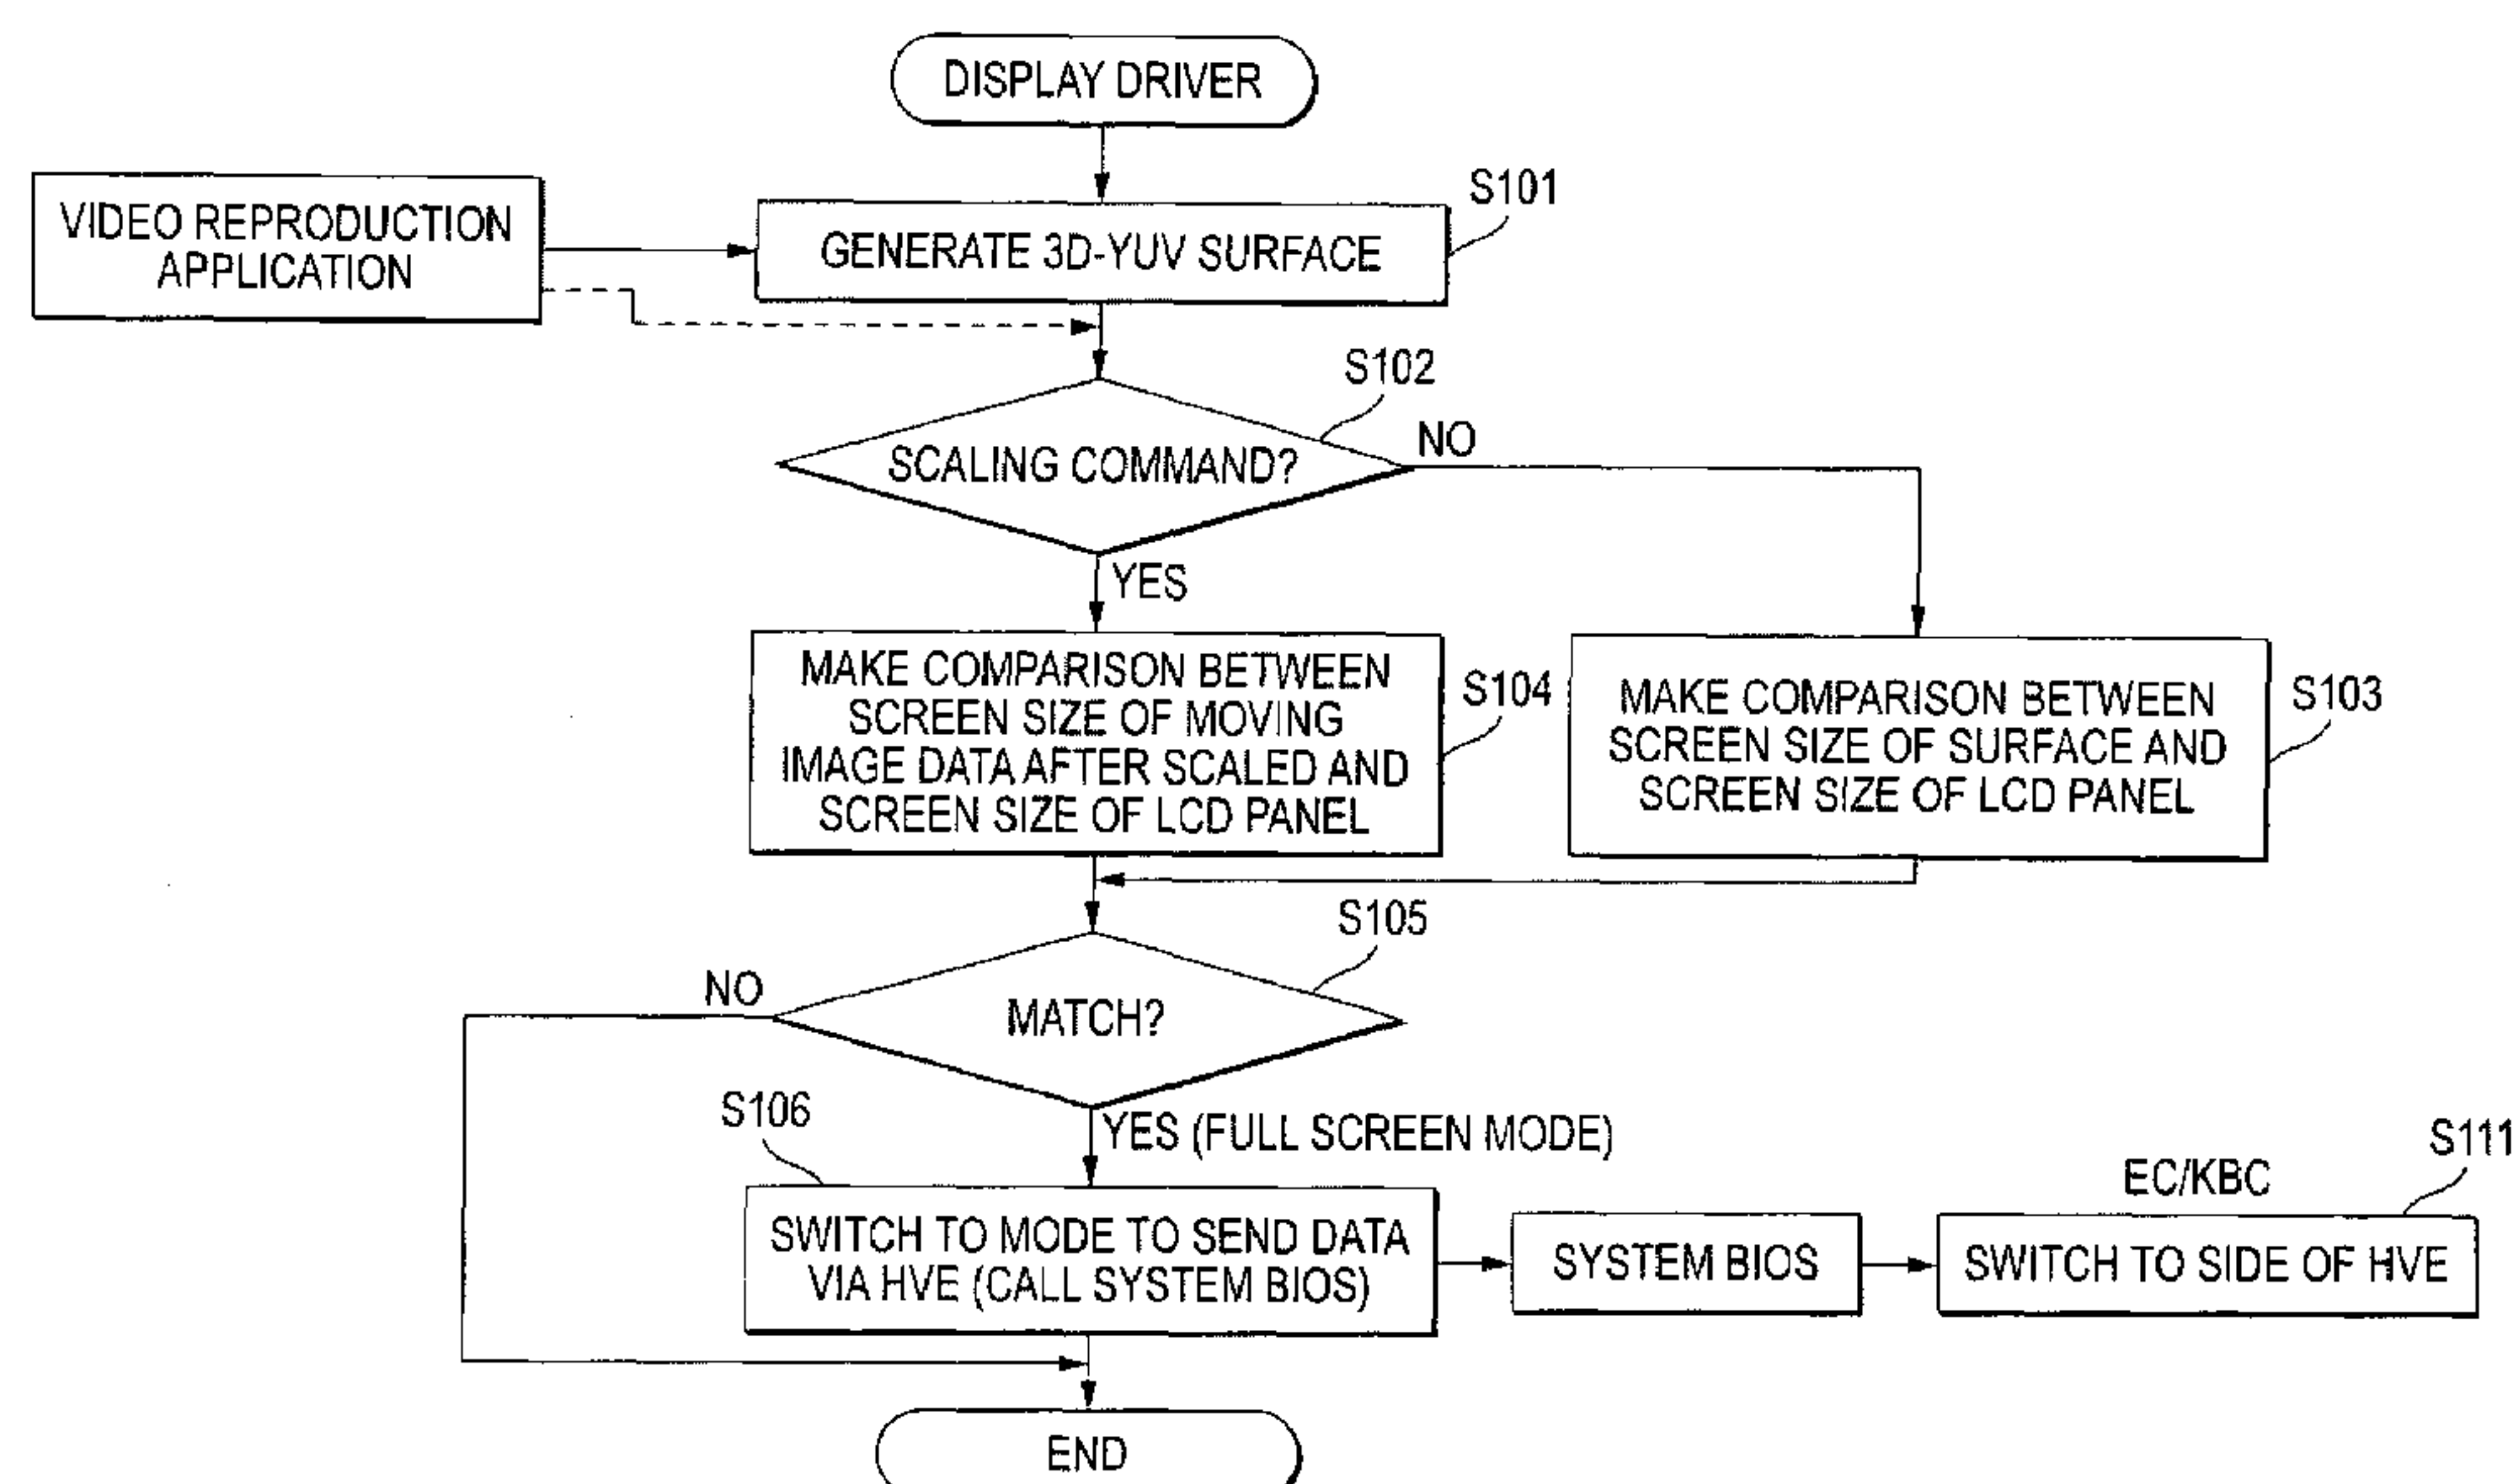 DISPLAY DRIVER
VIDEO REPRODUCTION
APPLICATION
S101
GENERATE 3D-YUV SURFACE
S102
SCALING COMMAND?
NO
YES
MAKE COMPARISON BETWEEN
SCREEN SIZE OF MOVING
IMAGE DATA AFTER SCALED AND
SCREEN SIZE OF LCD PANEL
S104
MAKE COMPARISON BETWEEN
SCREEN SIZE OF SURFACE AND
SCREEN SIZE OF LCD PANEL
S103
S105
MATCH?
NO
YES (FULL SCREEN MODE)
S106
SWITCH TO MODE TO SEND DATA
VIA HVE (CALL SYSTEM BIOS)
SYSTEM BIOS
EC/KBC
S111
SWITCH TO SIDE OF HVE
END